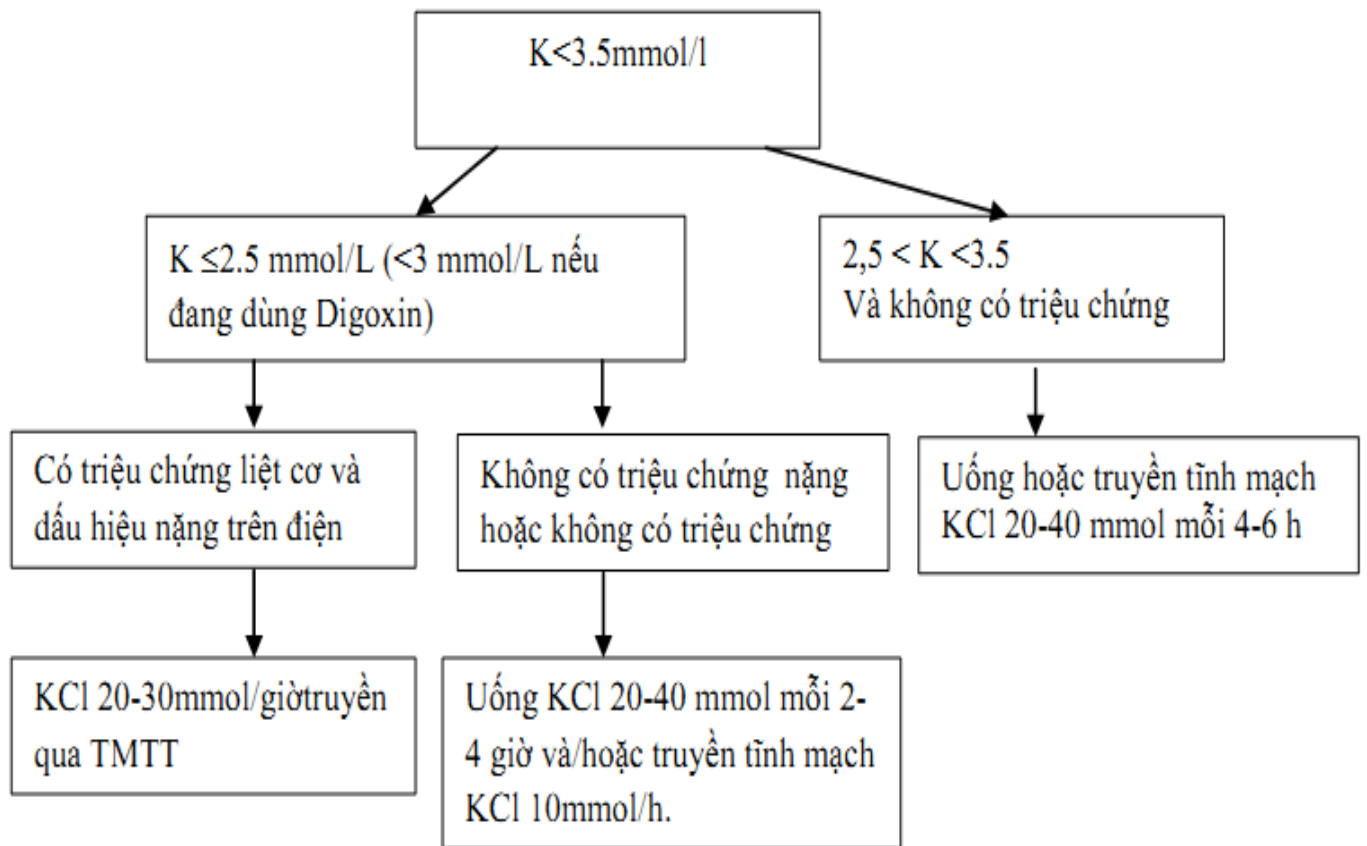 K<3.5mmol/l
K ≤2.5 mmol/L (<3 mmol/L nếu
đang dùng Digoxin)
2,5 < K <3.5
Và không có triệu chứng
Có triệu chứng liệt cơ và
dấu hiệu nặng trên điện
Không có triệu chứng nặng
hoặc không có triệu chứng
Uống hoặc truyền tĩnh mạch
KCl 20-40 mmol mỗi 4-6 h
KCl 20-30mmol/giờtruyền
qua TMTT
Uống KCl 20-40 mmol mỗi 2-
4 giờ và/hoặc truyền tĩnh mạch
KCl 10mmol/h.